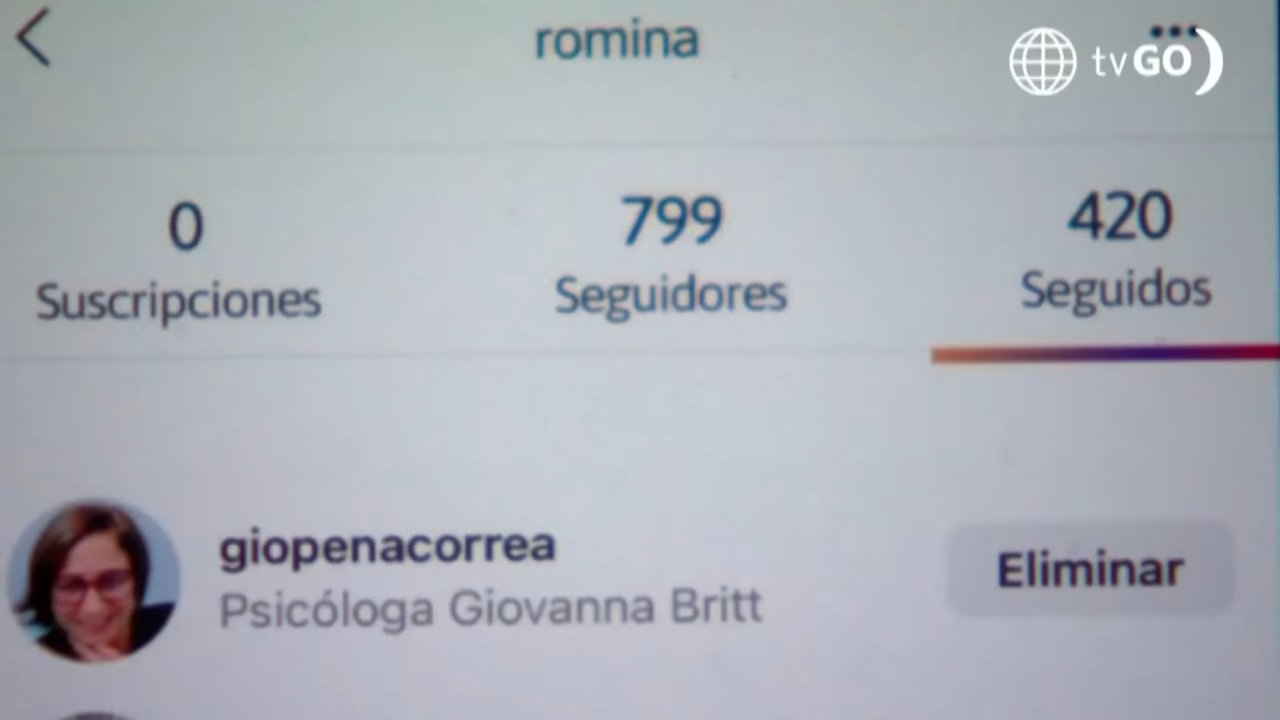 romina
tvGO
0
799
420
Suscripciones
Seguidores
Seguidos
giopenacorrea
Eliminar
Psicóloga Giovanna Britt